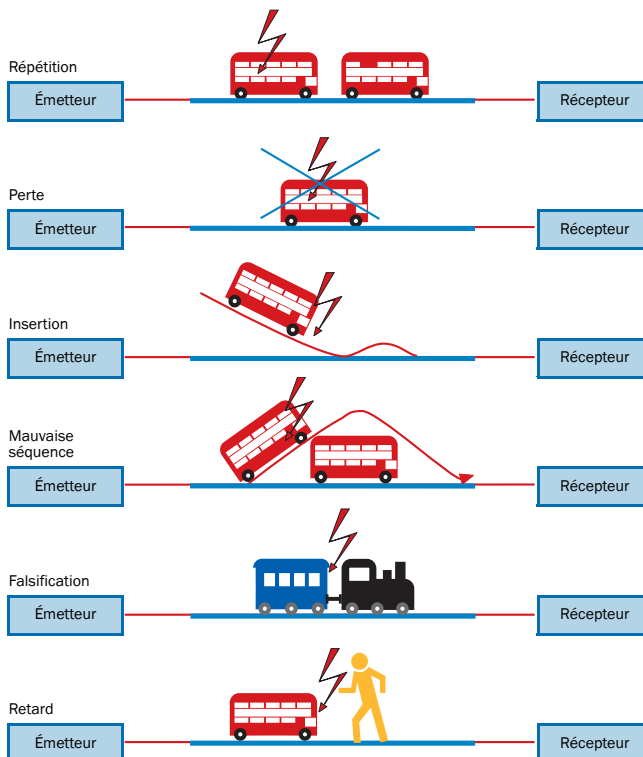 Répétition
Émetteur
Récepteur
Perte
Émetteur
Récepteur
Insertion
Émetteur
Récepteur
Mauvaise
séquence
Émetteur
Récepteur
Falsification
Émetteur
Récepteur
Retard
Émetteur
Récepteur